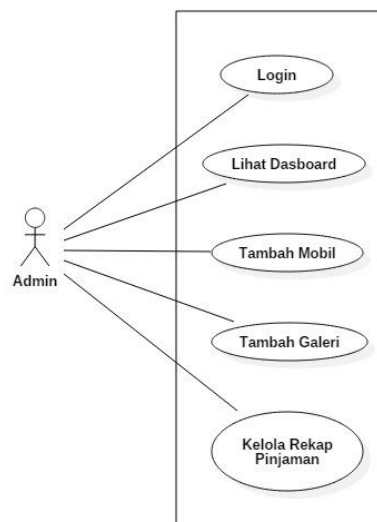 Login
Lihat Dasboard
Tambah Mobil
Admin
Tambah Galeri
Kelola Rekap
Pinjaman